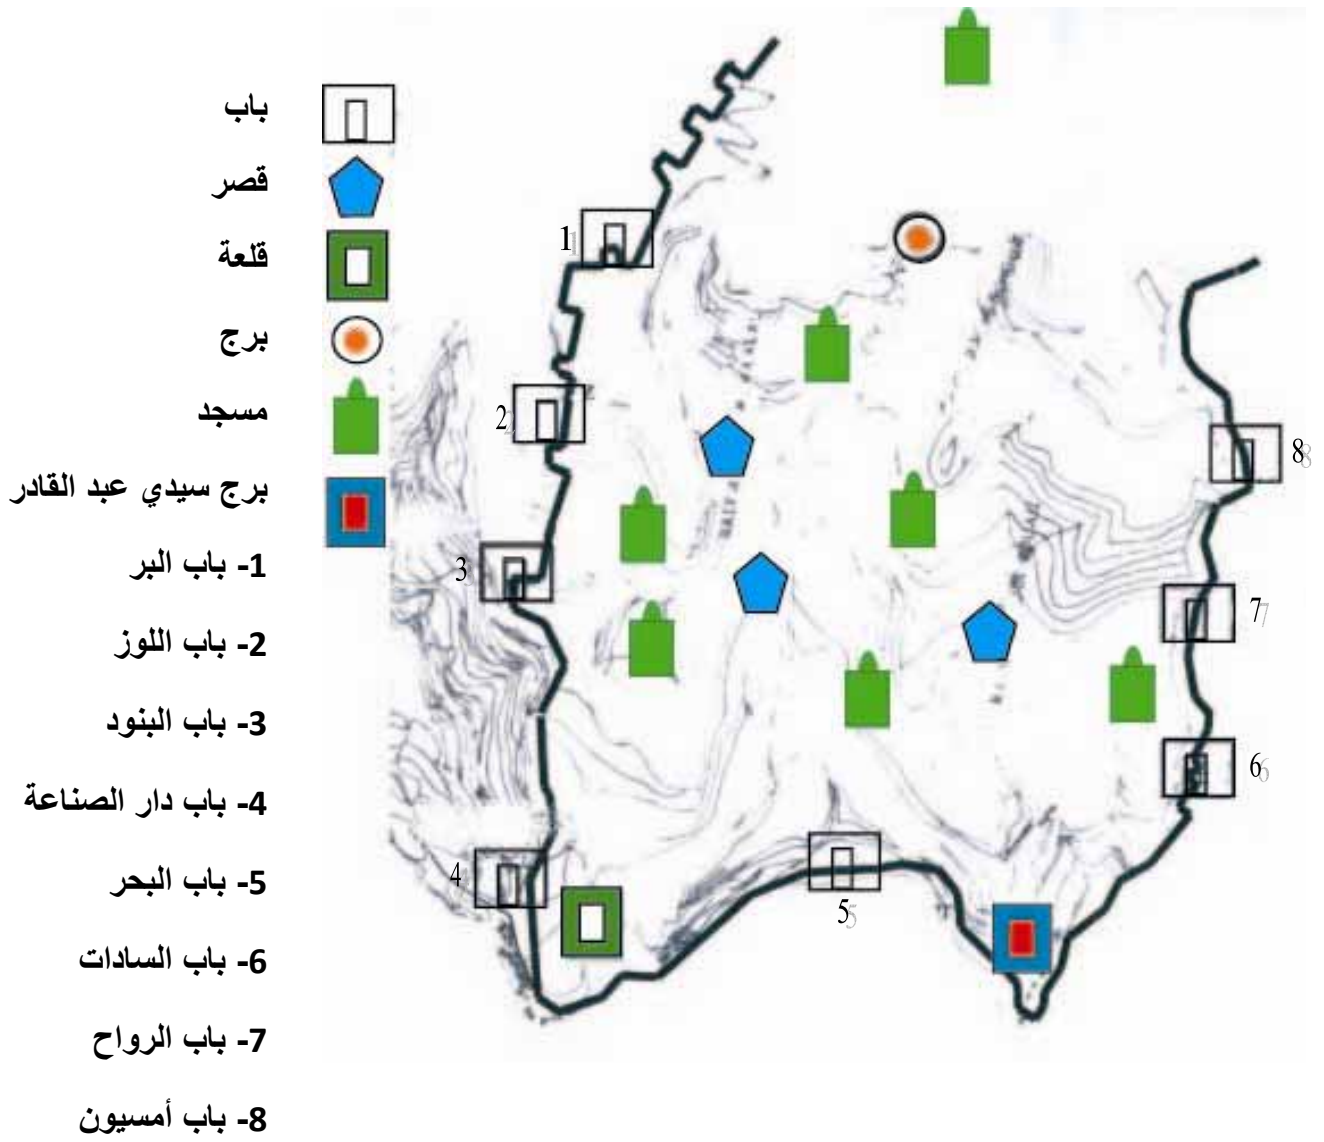 باب
قصر
قلعة
برج
مسجد
برج سيدي عبد القادر
1- باب البر
2- باب اللوز
3- باب البنود
4- باب دار الصناعة
5- باب البحر
6- باب السادات
7- باب الرواح
8- باب أمسيون
1
2
3
4
5
6
7
8